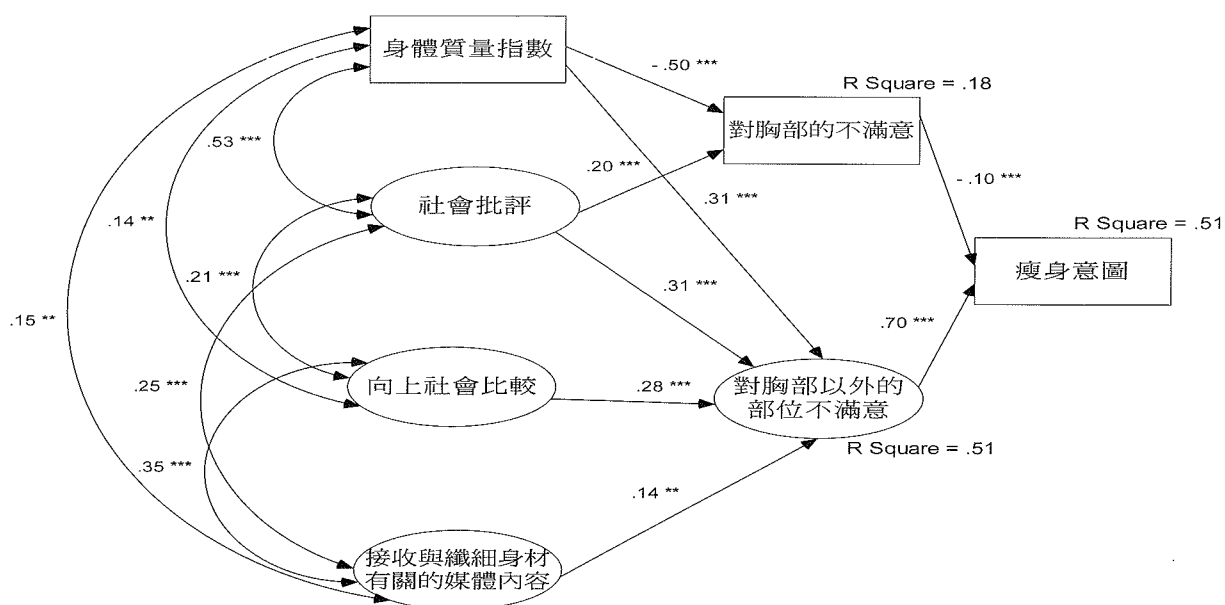 身體質量指數
- .50 ***
R Square = .18
對胸部的不滿意
.53 ***
.20 ***
- .10 ***
社會批評
.31 ***
.14 **
R Square = .51
瘦身意圖
.21 ***
.31 ***
.15 **
.70 ***
.25 ***
向上社會比較
.28 ***
對胸部以外的
部位不滿意
R Square = .51
.35 ***
.14 **
接收與纖細身材
有關的媒體內容